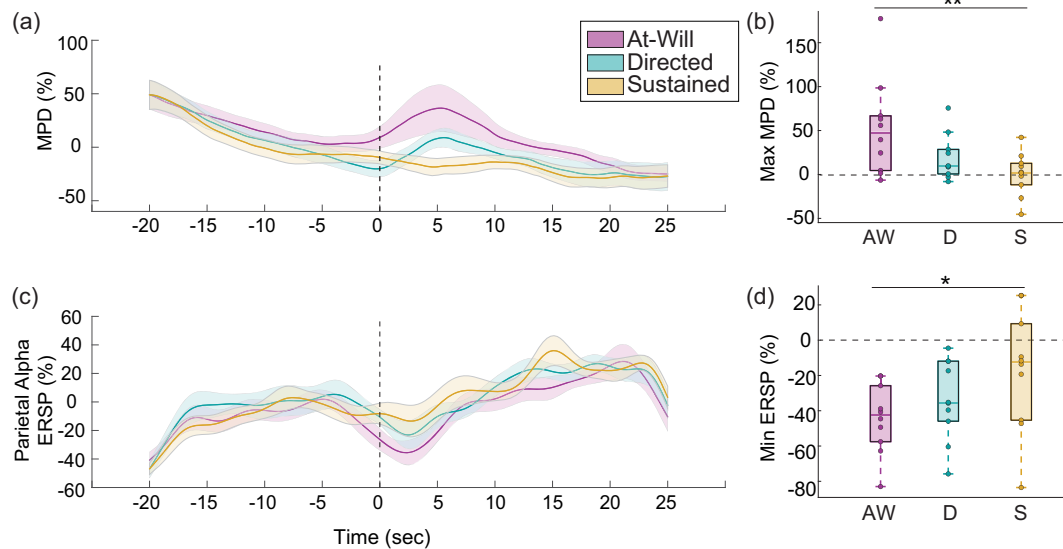 (a)
MPD (%)
100
50
0
-50
-20 -15 -10 -5 0 5 10 15 20 25
At-Will
Directed
Sustained
(b)
**
Max MPD (%)
150
100
50
0
-50
AW D S
(c)
Parietal Alpha
ERSP (%)
60
40
20
0
-20
-40
-60
-20 -15 -10 -5 0 5 10 15 20 25
Time (sec)
(d)
*
Min ERSP (%)
20
0
-20
-40
-60
-80
AW D S